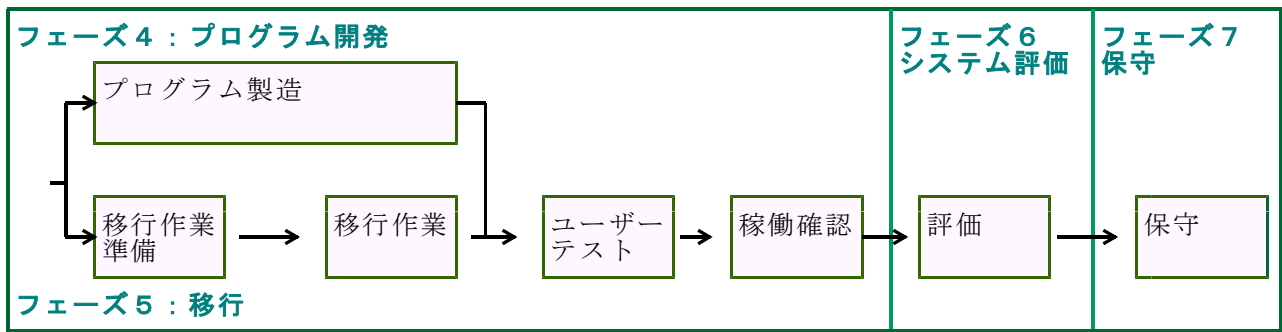 フェーズ４：プログラム開発
フェーズ６
システム評価
フェーズ７
保守
プログラム製造
移行作業
準備
移行作業
ユーザー
テスト
稼働確認
評価
保守
フェーズ５：移行